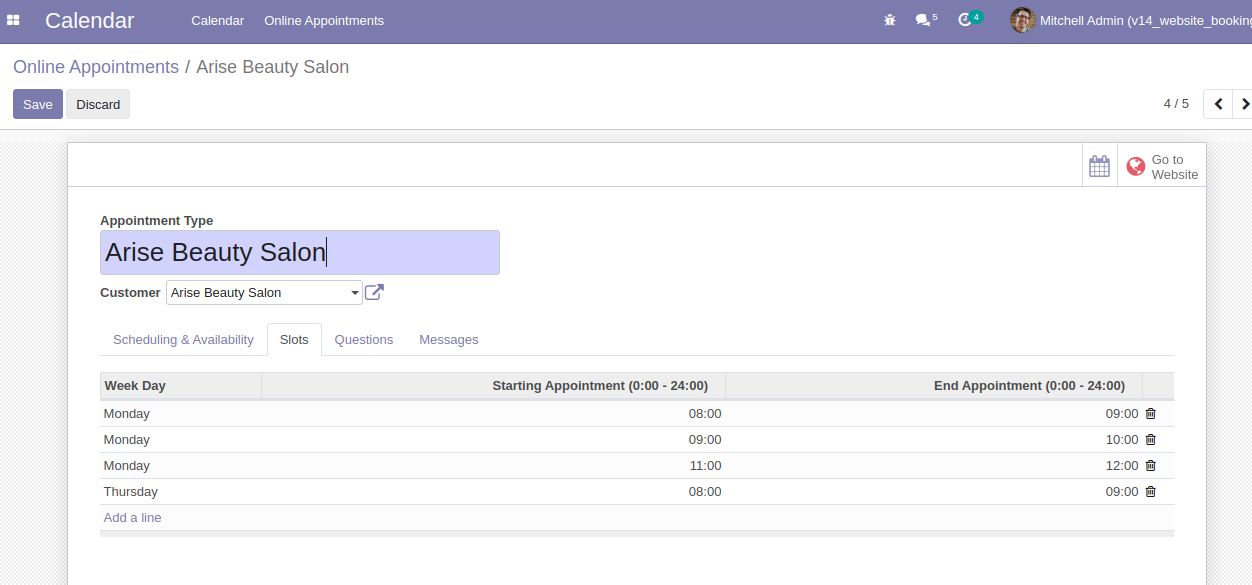 Calendar Calendar Online Appointments 5 4 Mitchell Admin (v14_website_booking
Online Appointments / Arise Beauty Salon
Save Discard 4 / 5
Go to
Website
Appointment Type
Arise Beauty Salon
Customer Arise Beauty Salon
Scheduling & Availability Slots Questions Messages
Week Day Starting Appointment (0:00 - 24:00) End Appointment (0:00 - 24:00)
Monday 08:00 09:00
Monday 09:00 10:00
Monday 11:00 12:00
Thursday 08:00 09:00
Add a line